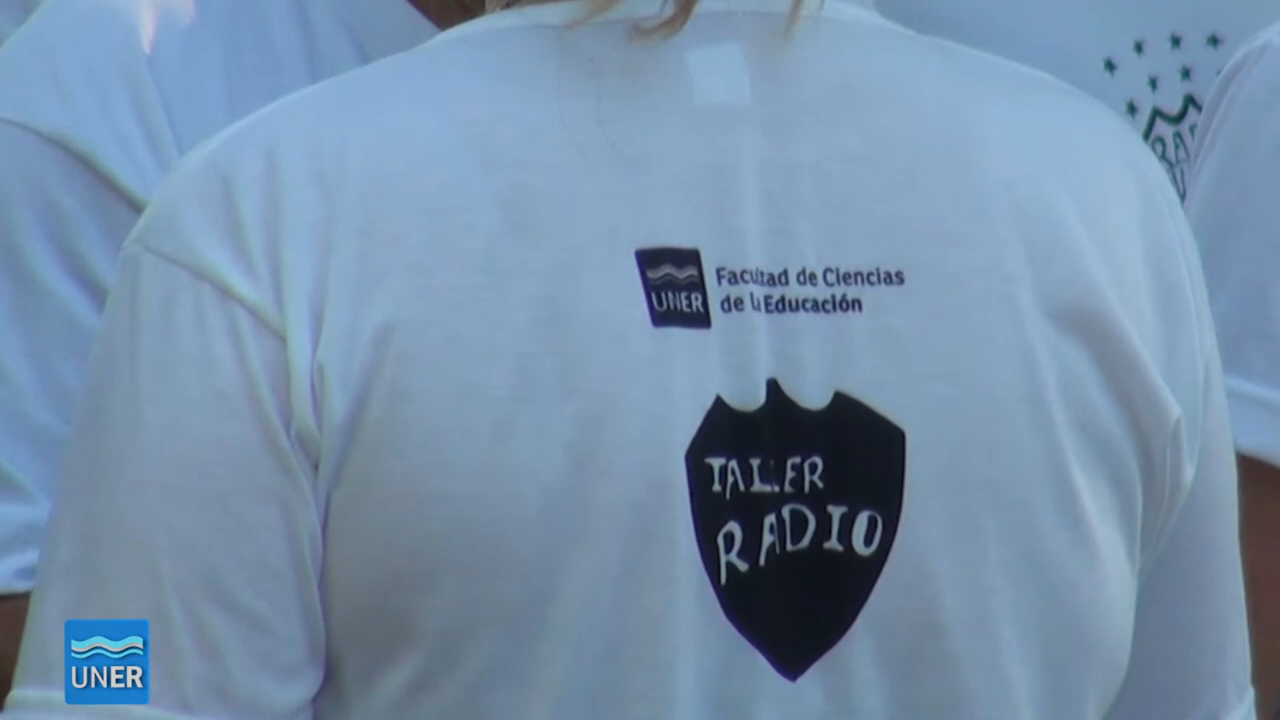 UNER
Facultad de Ciencias
de la Educación
TALLER
RADIO
UNER